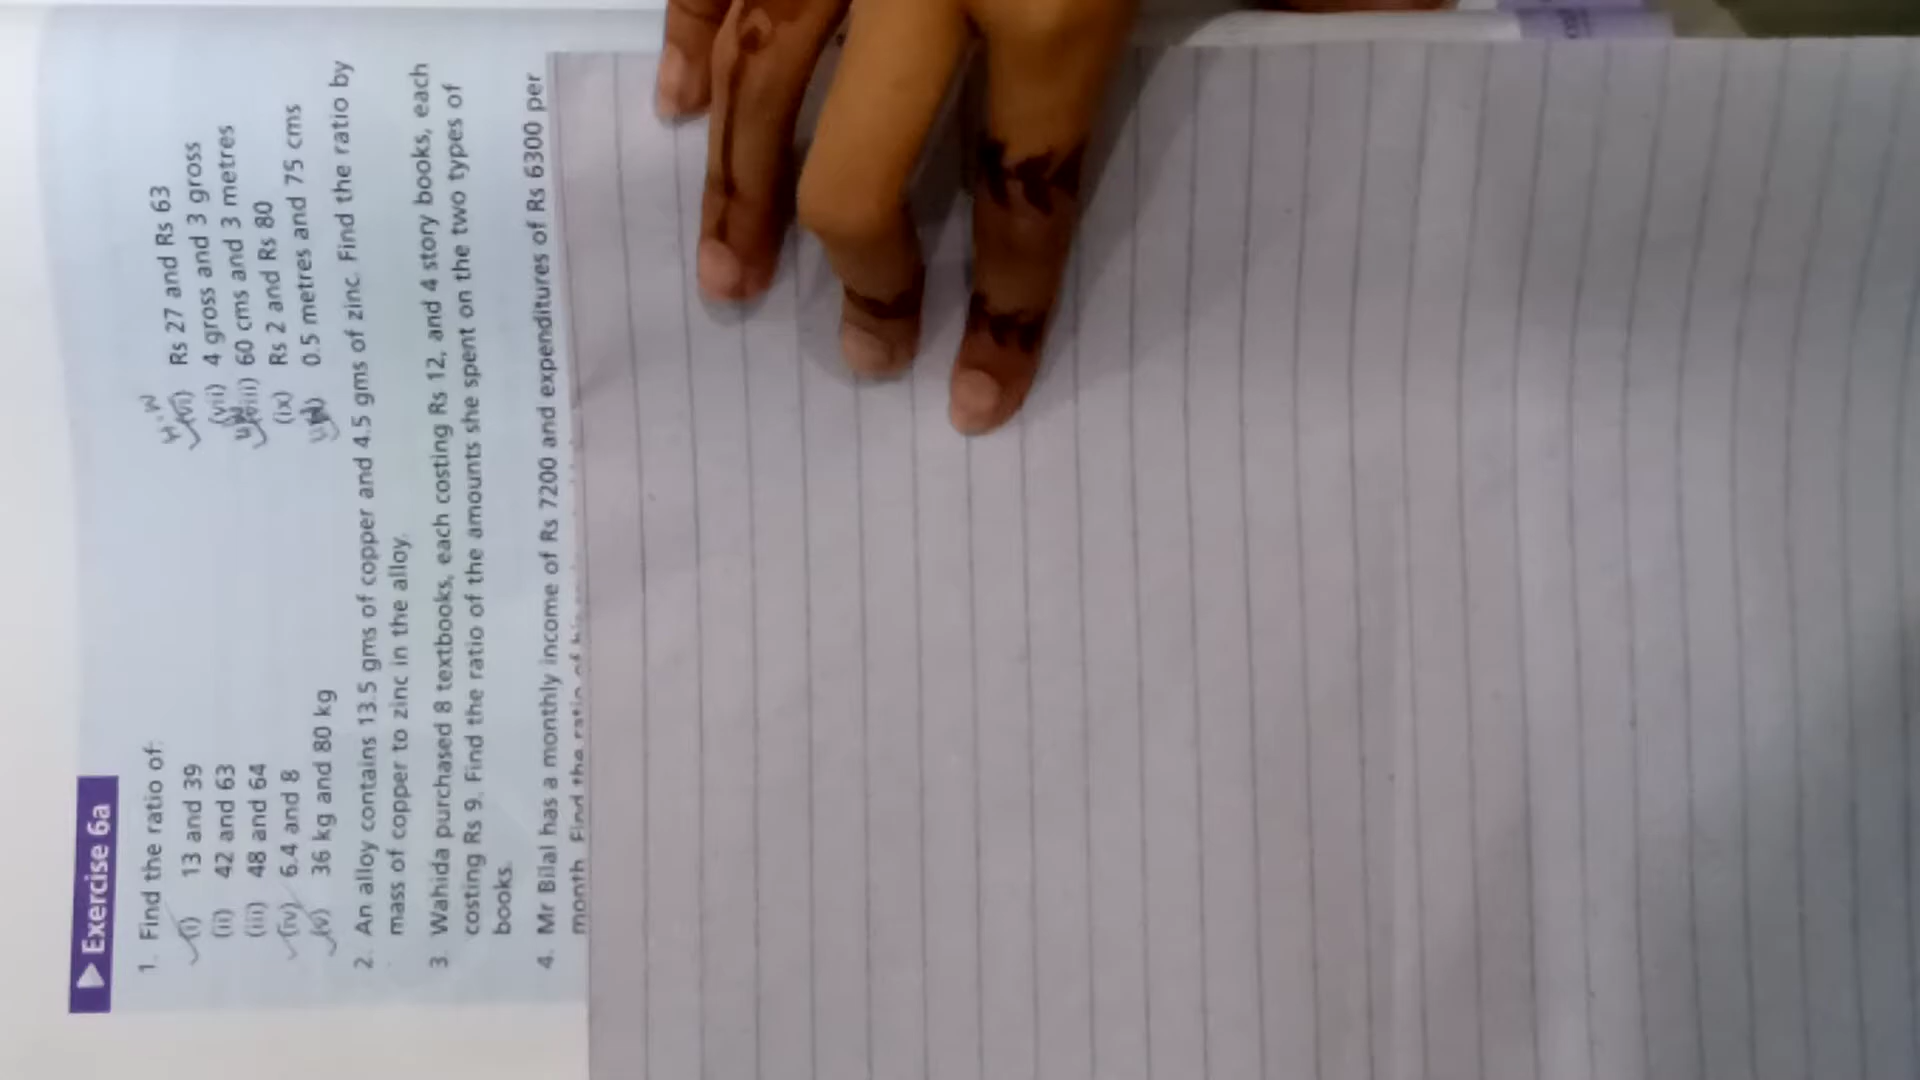 Exercise 6a
1. Find the ratio of:
(i) 13 and 39
(ii) 42 and 63
(iii) 48 and 64
(iv) 6.4 and 8
(v) 36 kg and 80 kg
H.W
(vi) Rs 27 and Rs 63
(vii) 4 gross and 3 gross
(viii) 60 cms and 3 metres
(ix) Rs 2 and Rs 80
0.5 metres and 75 cms
2. An alloy contains 13.5 gms of copper and 4.5 gms of zinc. Find the ratio by
mass of copper to zinc in the alloy.
3. Wahida purchased 8 textbooks, each costing Rs 12, and 4 story books, each
costing Rs 9. Find the ratio of the amounts she spent on the two types of
books.
4. Mr Bilal has a monthly income of Rs 7200 and expenditures of Rs 6300 per
month. Find the ratio of